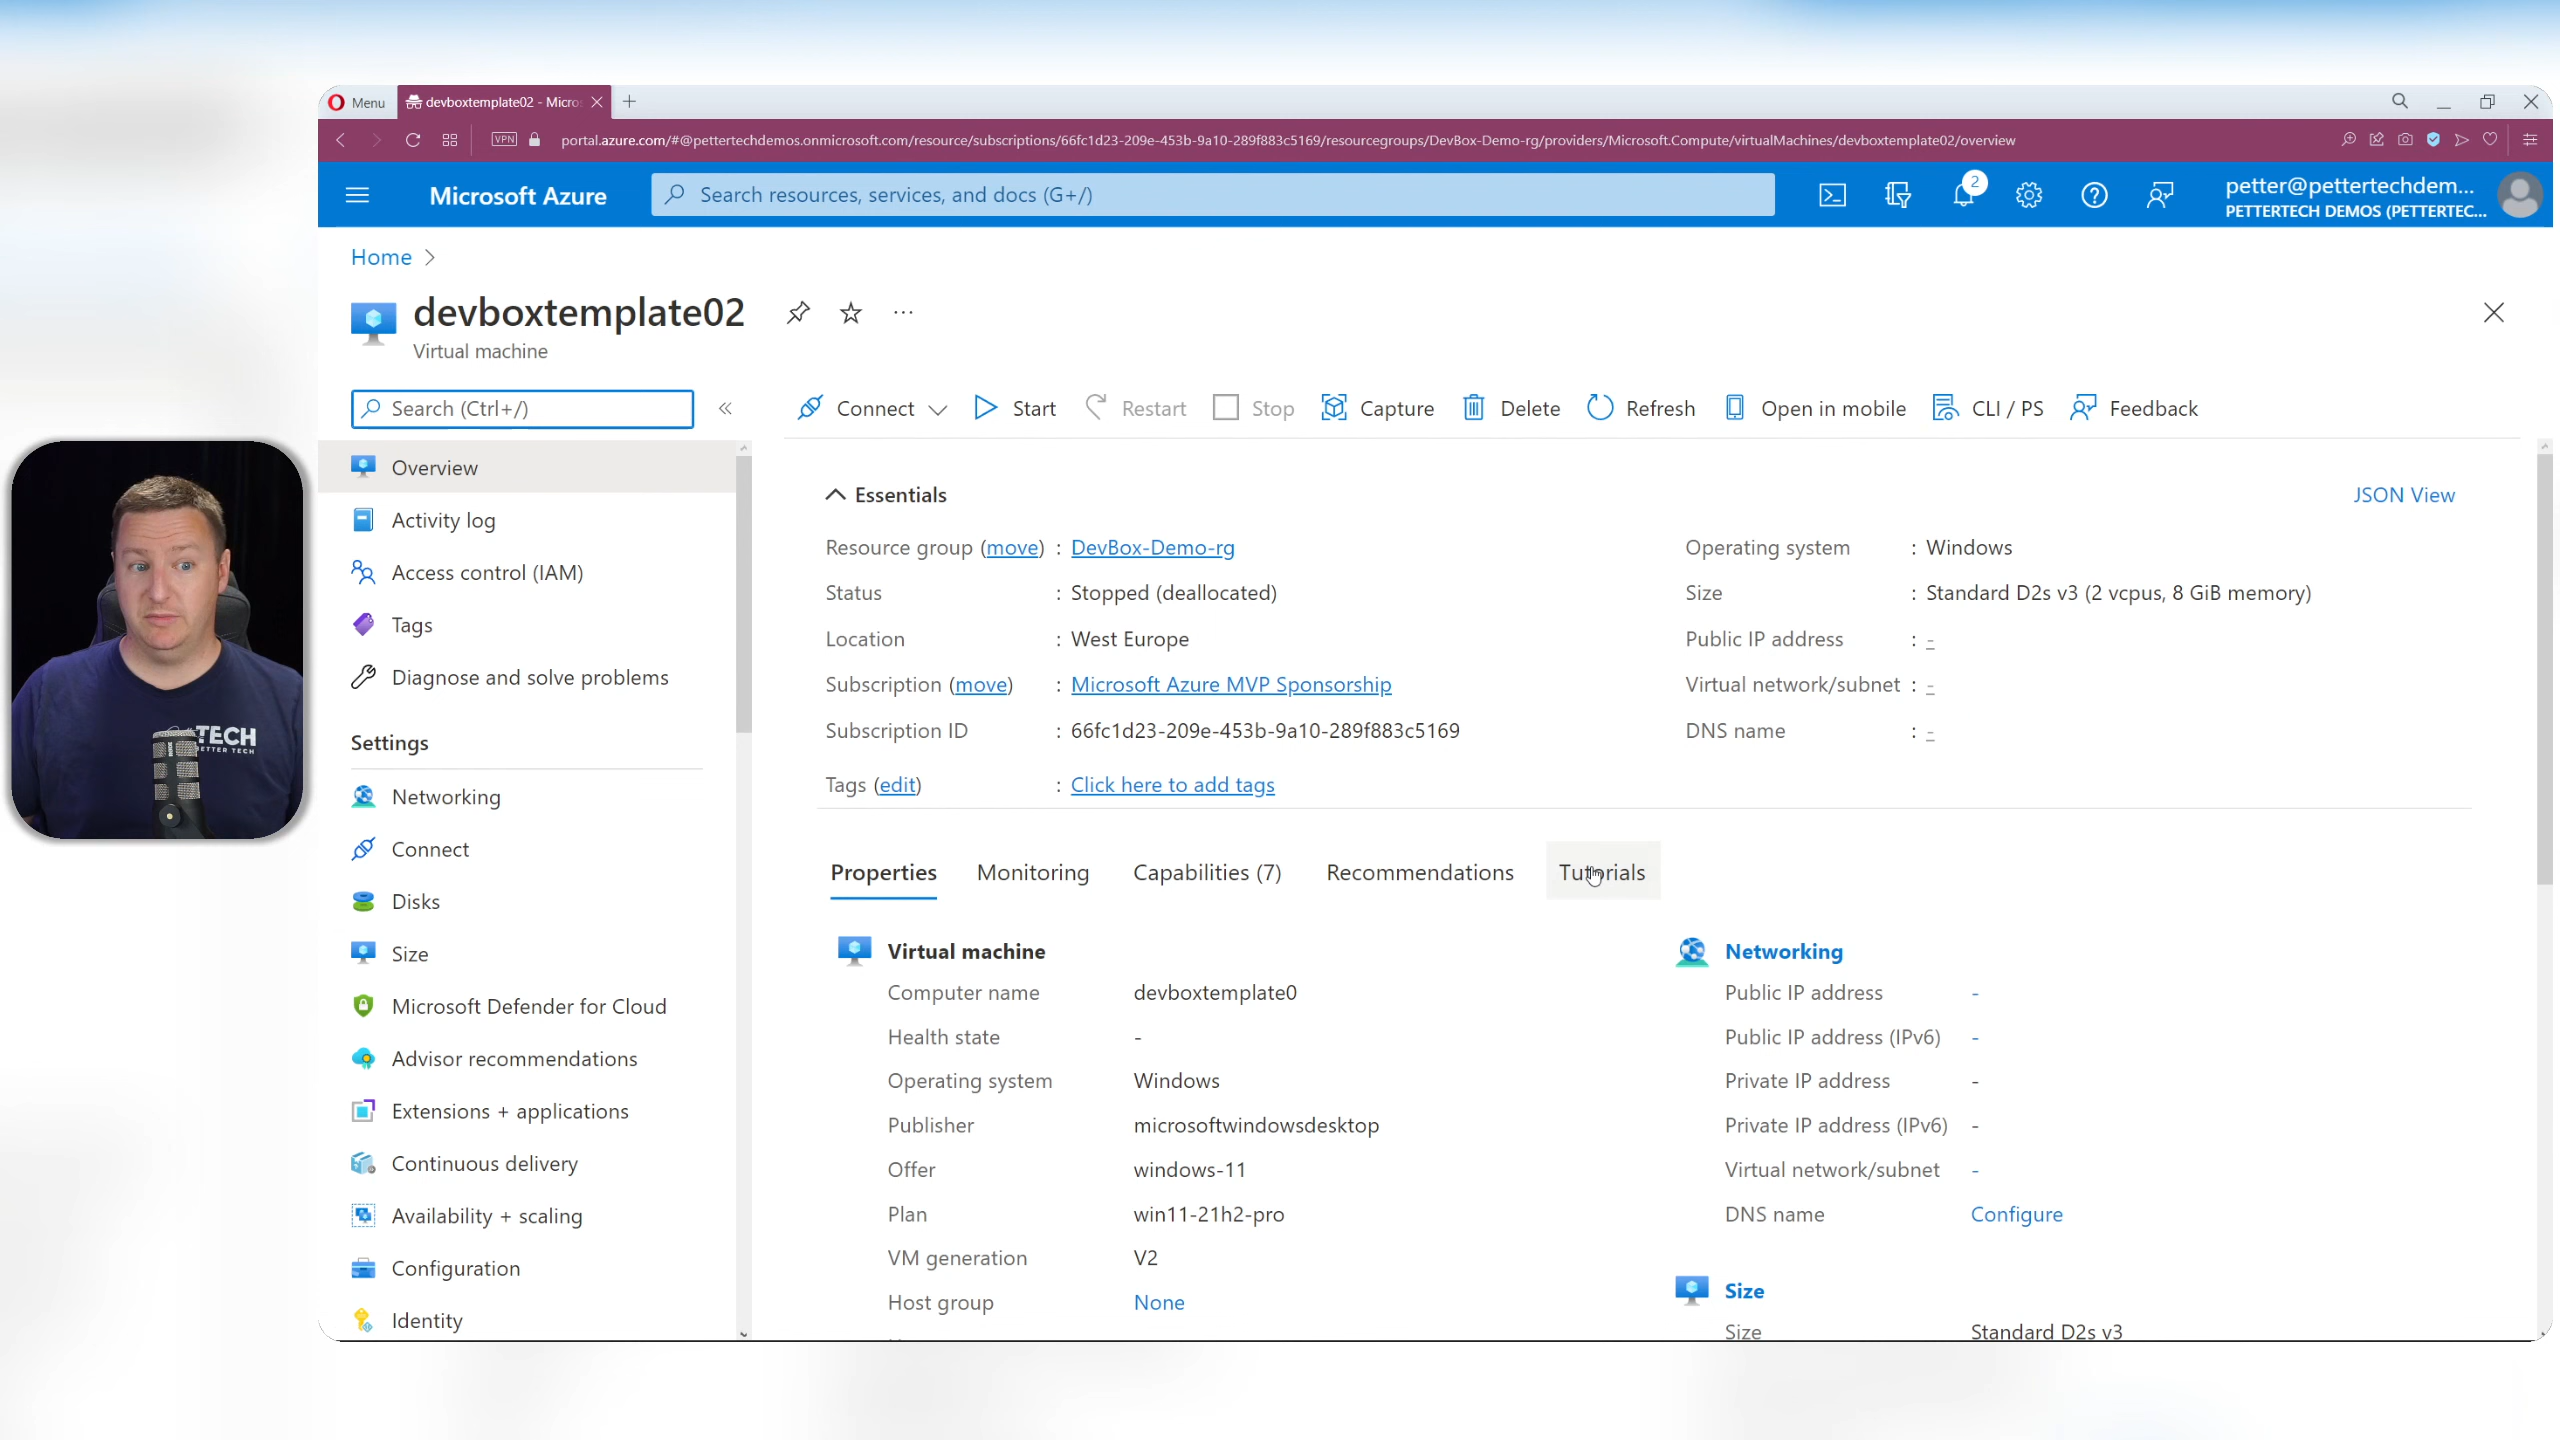 Menu
devboxtemplate02 - Micro
VPN
portal.azure.com/#@pettertechdemos.onmicrosoft.com/resource/subscriptions/66fc1d23-209e-453b-9a10-289f883c5169/resourcegroups/DevBox-Demo-rg/providers/Microsoft.Compute/virtualMachines/devboxtemplate02/overview
Microsoft Azure
Search resources, services, and docs (G+/)
2
petter@pettertechdem...
PETTERTECH DEMOS (PETTERTEC...
Home
devboxtemplate02
Virtual machine
Search (Ctrl+/)
Connect
Start
Restart
Stop
Capture
Delete
Refresh
Open in mobile
CLI / PS
Feedback
Overview
Activity log
Access control (IAM)
Tags
Diagnose and solve problems
Settings
Networking
Connect
Disks
Size
Microsoft Defender for Cloud
Advisor recommendations
Extensions + applications
Continuous delivery
Availability + scaling
Configuration
Identity
Essentials
JSON View
Resource group (move) : DevBox-Demo-rg
Status : Stopped (deallocated)
Location : West Europe
Subscription (move) : Microsoft Azure MVP Sponsorship
Subscription ID : 66fc1d23-209e-453b-9a10-289f883c5169
Tags (edit) : Click here to add tags
Operating system : Windows
Size : Standard D2s v3 (2 vcpus, 8 GiB memory)
Public IP address : -
Virtual network/subnet : -
DNS name : -
Properties
Monitoring
Capabilities (7)
Recommendations
Tutorials
Virtual machine
Computer name devboxtemplate0
Health state -
Operating system Windows
Publisher microsoftwindowsdesktop
Offer windows-11
Plan win11-21h2-pro
VM generation V2
Host group None
Networking
Public IP address -
Public IP address (IPv6) -
Private IP address -
Private IP address (IPv6) -
Virtual network/subnet -
DNS name Configure
Size
Size Standard D2s v3
TECH
BETTER TECH